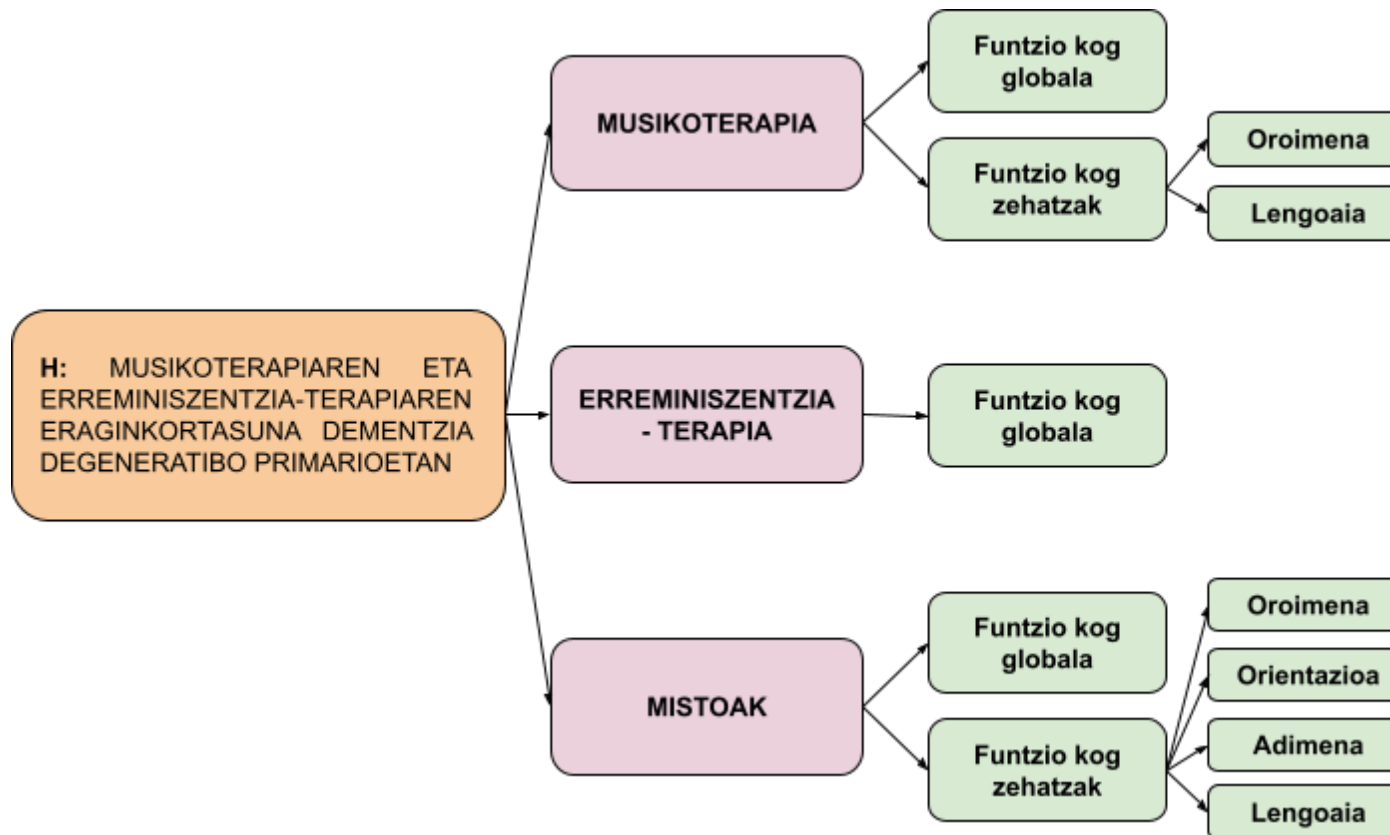 H: MUSIKOTERAPIAREN ETA
ERREMINISZENTZIA-TERAPIAREN
ERAGINKORTASUNA DEMENTZIA
DEGENERATIBO PRIMARIOETAN
MUSIKOTERAPIA
Funtzio kog
globala
Funtzio kog
zehatzak
Oroimena
Lengoaia
ERREMINISZENTZIA
- TERAPIA
Funtzio kog
globala
MISTOAK
Funtzio kog
globala
Funtzio kog
zehatzak
Oroimena
Orientazioa
Adimena
Lengoaia